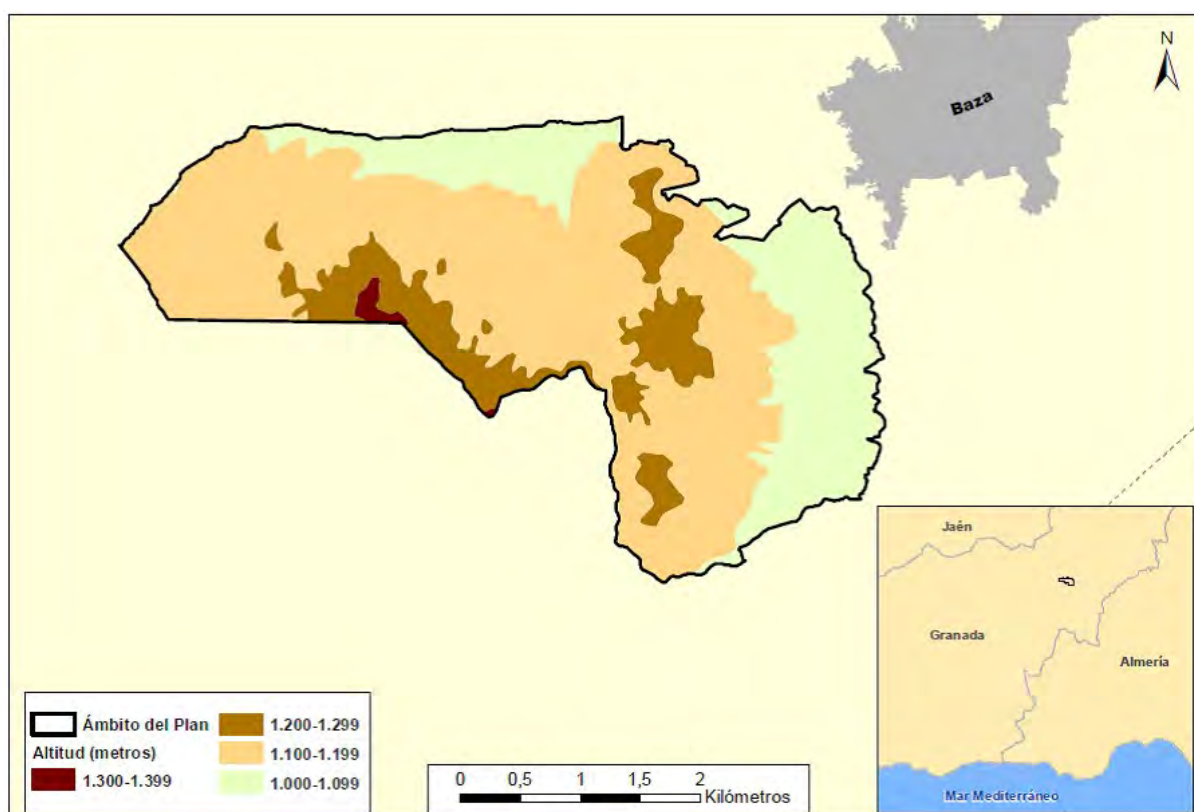 Baza
N
Jaén
Granada
Almería
Mar Mediterráneo
Ámbito del Plan
Altitud (metros)
1.300-1.399
1.200-1.299
1.100-1.199
1.000-1.099
0 0,5 1 1,5 2
Kilómetros